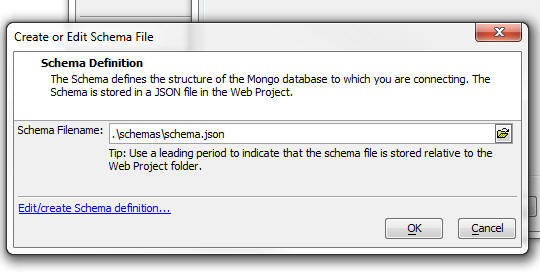 Create or Edit Schema File
Schema Definition
The Schema defines the structure of the Mongo database to which you are connecting. The
Schema is stored in a JSON file in the Web Project.
Schema Filename: .\schemas\schema.json
Tip: Use a leading period to indicate that the schema file is stored relative to the
Web Project folder.
Edit/create Schema definition...
OK Cancel